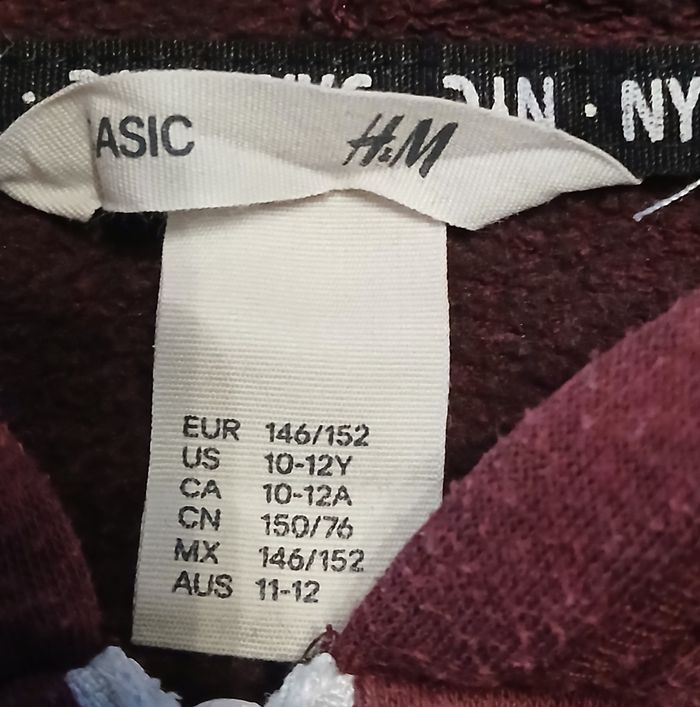 NYC · NY
ASIC H&M
EUR 146/152
US 10-12Y
CA 10-12A
CN 150/76
MX 146/152
AUS 11-12